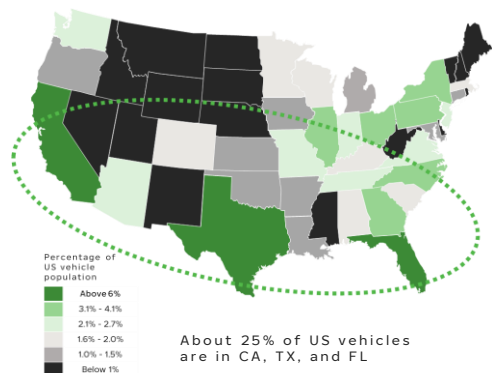 Percentage of
US vehicle
population
Above 6%
3.1% - 4.1%
2.1% - 2.7%
1.6% - 2.0%
1.0% - 1.5%
Below 1%
About 25% of US vehicles
are in CA, TX, and FL